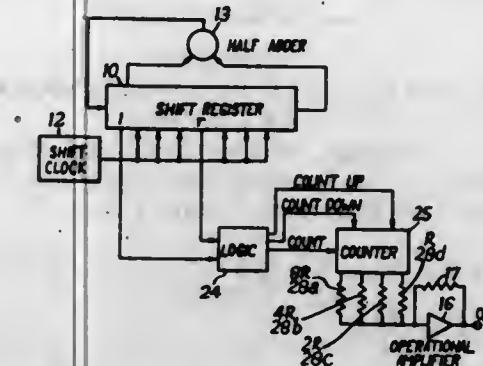 13
HALF ADDER
10
SHIFT REGISTER
1
r
12
SHIFT
CLOCK
COUNT UP
COUNT DOWN
COUNT
LOGIC
24
25
COUNTER
R
28d
8R
28a
4R
28b
2R
28c
17
16
OPERATIONAL
AMPLIFIER